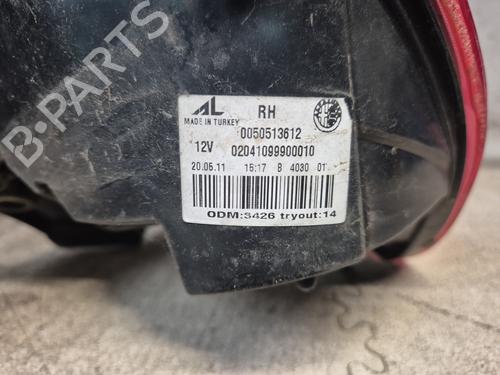 B-PARTS
AL
RH
MADE IN TURKEY
0050513612
12V 02041099900010
20.05.11 15:17 B 4030 01
ODM:3426 tryout:14